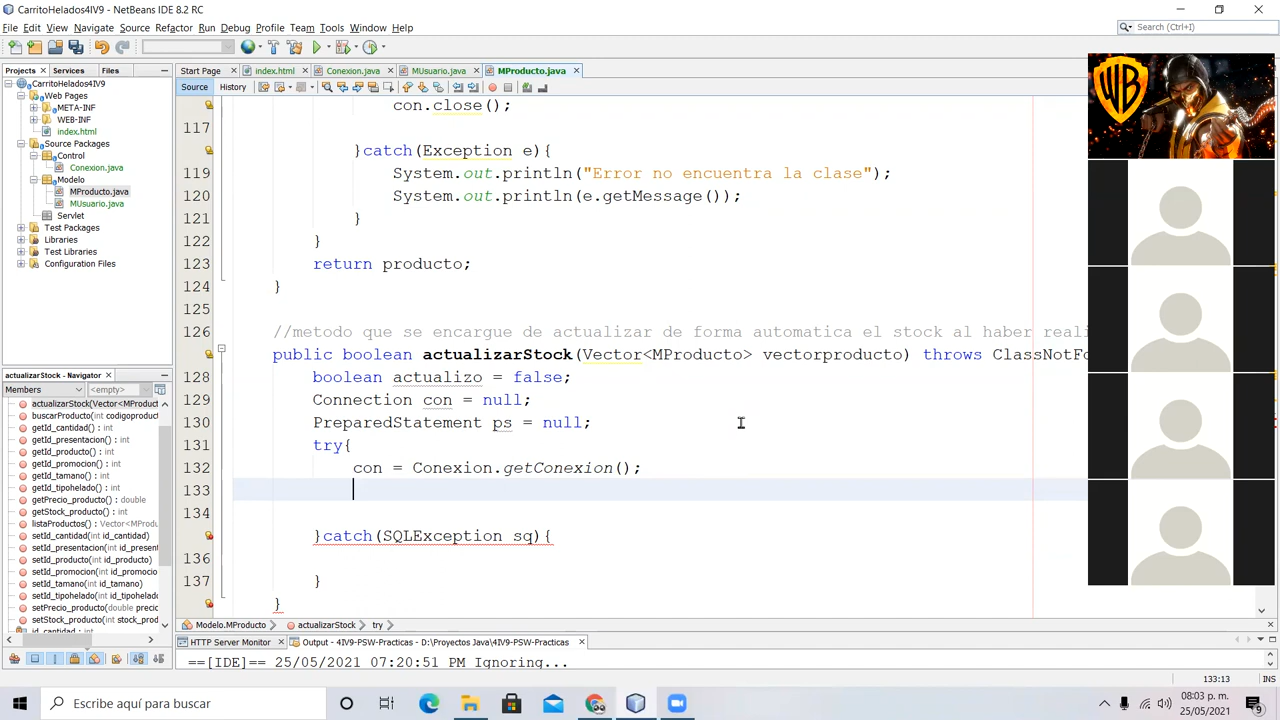 CarritoHelados4IV9 - NetBeans IDE 8.2 RC
File Edit View Navigate Source Refactor Run Debug Profile Team Tools Window Help
Search (Ctrl+I)
Projects Services Files
Start Page index.html Conexion.java MUsuario.java MProducto.java
Source History
CarritoHelados4IV9
Web Pages
META-INF
WEB-INF
index.html
Source Packages
Control
Conexion.java
Modelo
MProducto.java
MUsuario.java
Servlet
Test Packages
Libraries
Test Libraries
Configuration Files
con.close();
117
}catch(Exception e){
119 System.out.println("Error no encuentra la clase");
120 System.out.println(e.getMessage());
121 }
122 }
123 return producto;
124 }
125
126 //metodo que se encargue de actualizar de forma automatica el stock al haber reali
public boolean actualizarStock(Vector<MProducto> vectorproducto) throws ClassNotFo
128 boolean actualizo = false;
129 Connection con = null;
130 PreparedStatement ps = null;
131 try{
132 con = Conexion.getConexion();
133
134
}catch(SQLException sq){
136
137 }
}
actualizarStock - Navigator
Members <empty>
actualizarStock(Vector<MProduct
buscarProducto(int codigoproduct
getId_cantidad() : int
getId_presentacion() : int
getId_producto() : int
getId_promocion() : int
getId_tamano() : int
getId_tipohelado() : int
getPrecio_producto() : double
getStock_producto() : int
listaProductos() : Vector<MProduct
setId_cantidad(int id_cantidad)
setId_presentacion(int id_present
setId_producto(int id_producto)
setId_promocion(int id_promocio
setId_tamano(int id_tamano)
setId_tipohelado(int id_tipohelado)
setPrecio_producto(double precio
setStock_producto(int stock_prod
id_cantidad : int
Modelo.MProducto actualizarStock try
HTTP Server Monitor Output - 4IV9-PSW-Practicas - D:\Proyectos Java\4IV9-PSW-Practicas
==[IDE]== 25/05/2021 07:20:51 PM Ignoring...
133:13 INS
Escribe aquí para buscar
08:03 p. m.
25/05/2021
9
WB